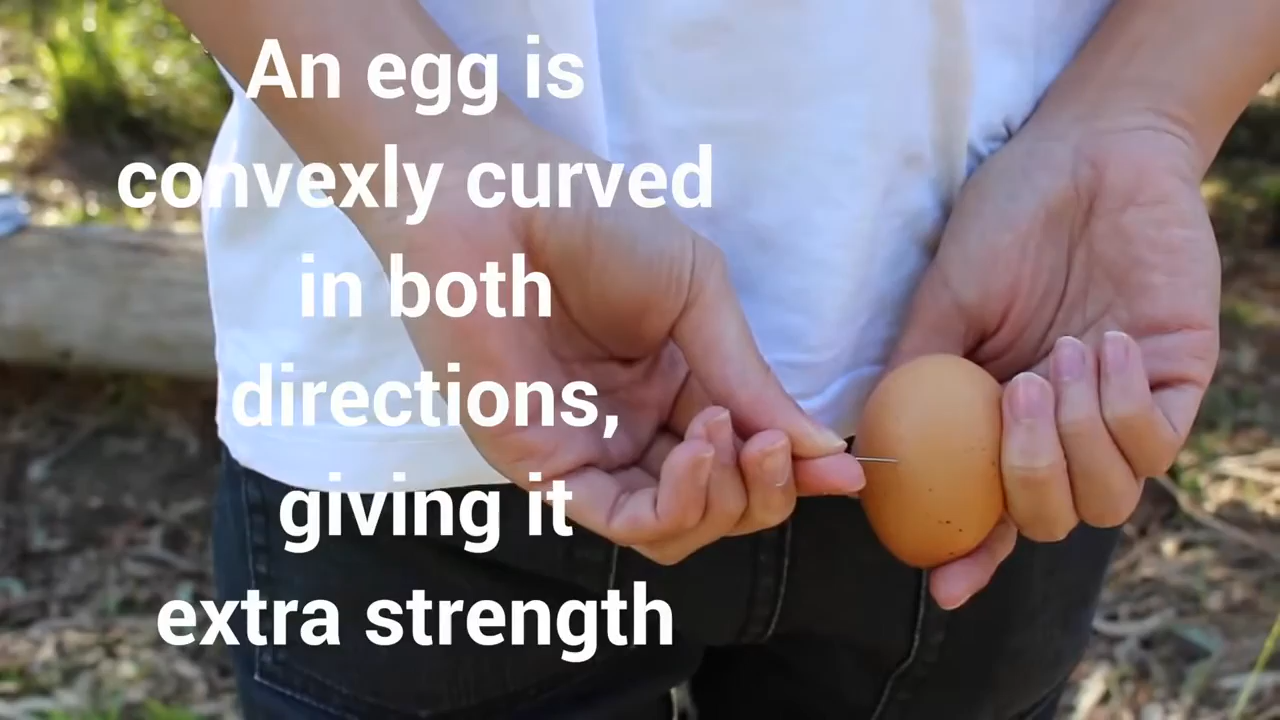 An egg is
convexly curved
in both
directions,
giving it
extra strength